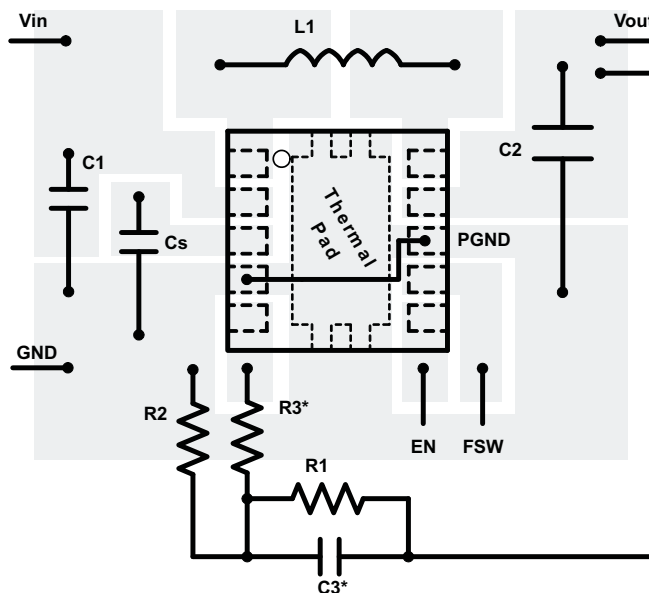 Vin
L1
Vout
C1
C2
Cs
Thermal
Pad
PGND
GND
R2
R3*
EN
FSW
R1
C3*